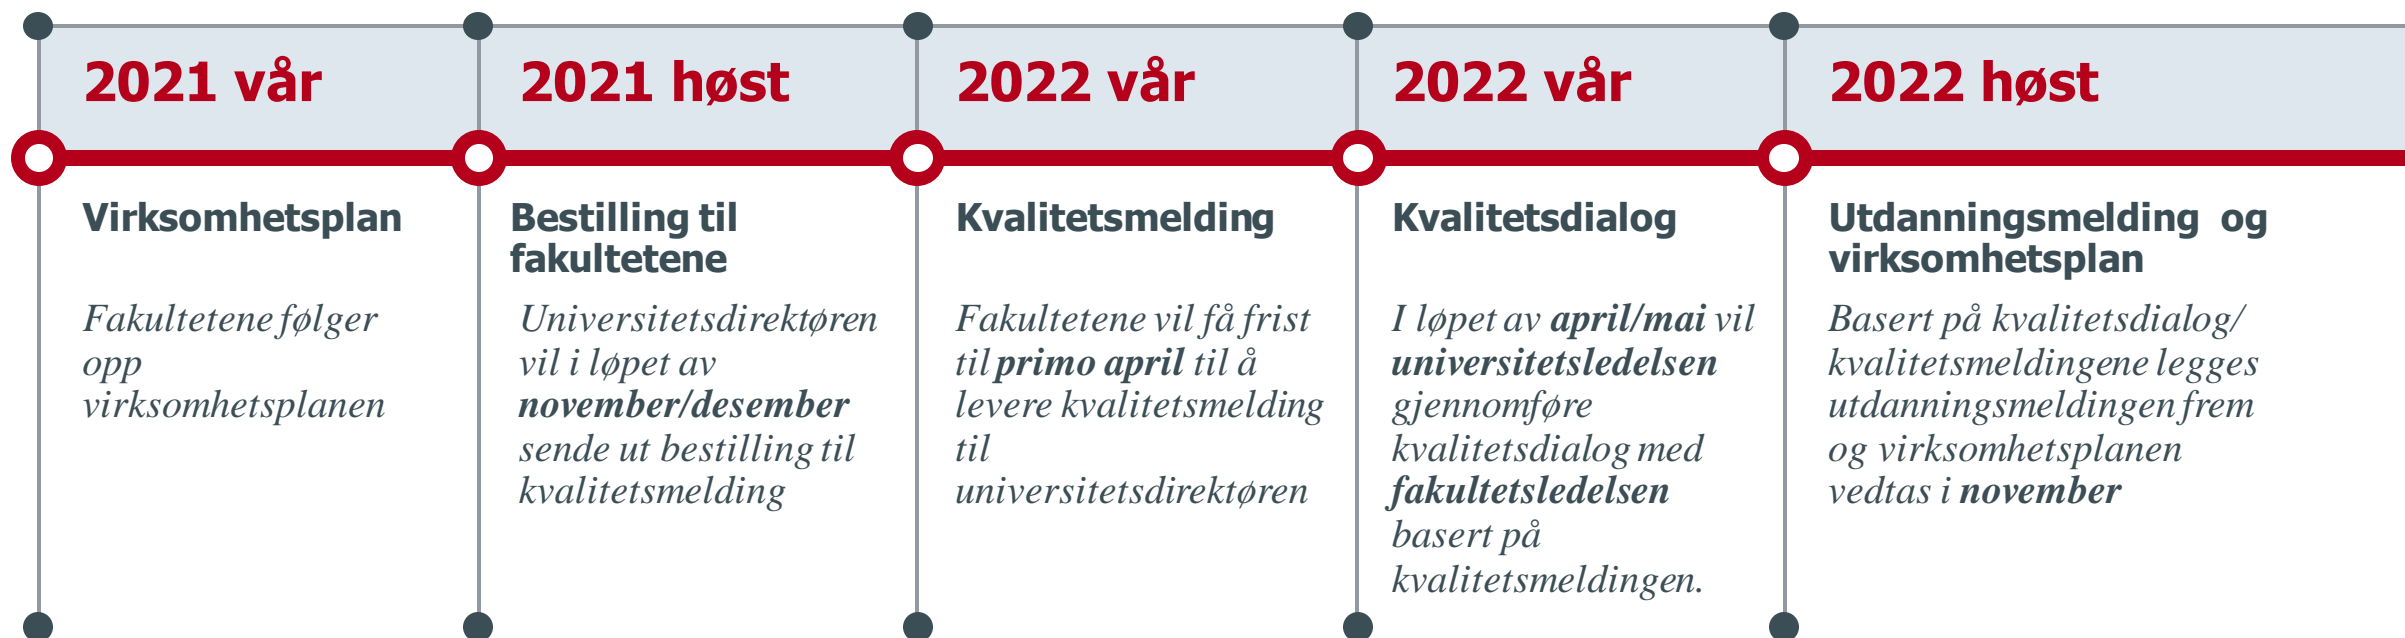 2021 vår
Virksomhetsplan
Fakultetene følger
opp
virksomhetsplanen
2021 høst
Bestilling til
fakultetene
Universitetsdirektøren
vil i løpet av
november/desember
sende ut bestilling til
kvalitetsmelding
2022 vår
Kvalitetsmelding
Fakultetene vil få frist
til primo april til å
levere kvalitetsmelding
til
universitetsdirektøren
2022 vår
Kvalitetsdialog
I løpet av april/mai vil
universitetsledelsen
gjennomføre
kvalitetsdialog med
fakultetsledelsen
basert på
kvalitetsmeldingen.
2022 høst
Utdanningsmelding og
virksomhetsplan
Basert på kvalitetsdialog/
kvalitetsmeldingene legges
utdanningsmeldingen frem
og virksomhetsplanen
vedtas i november